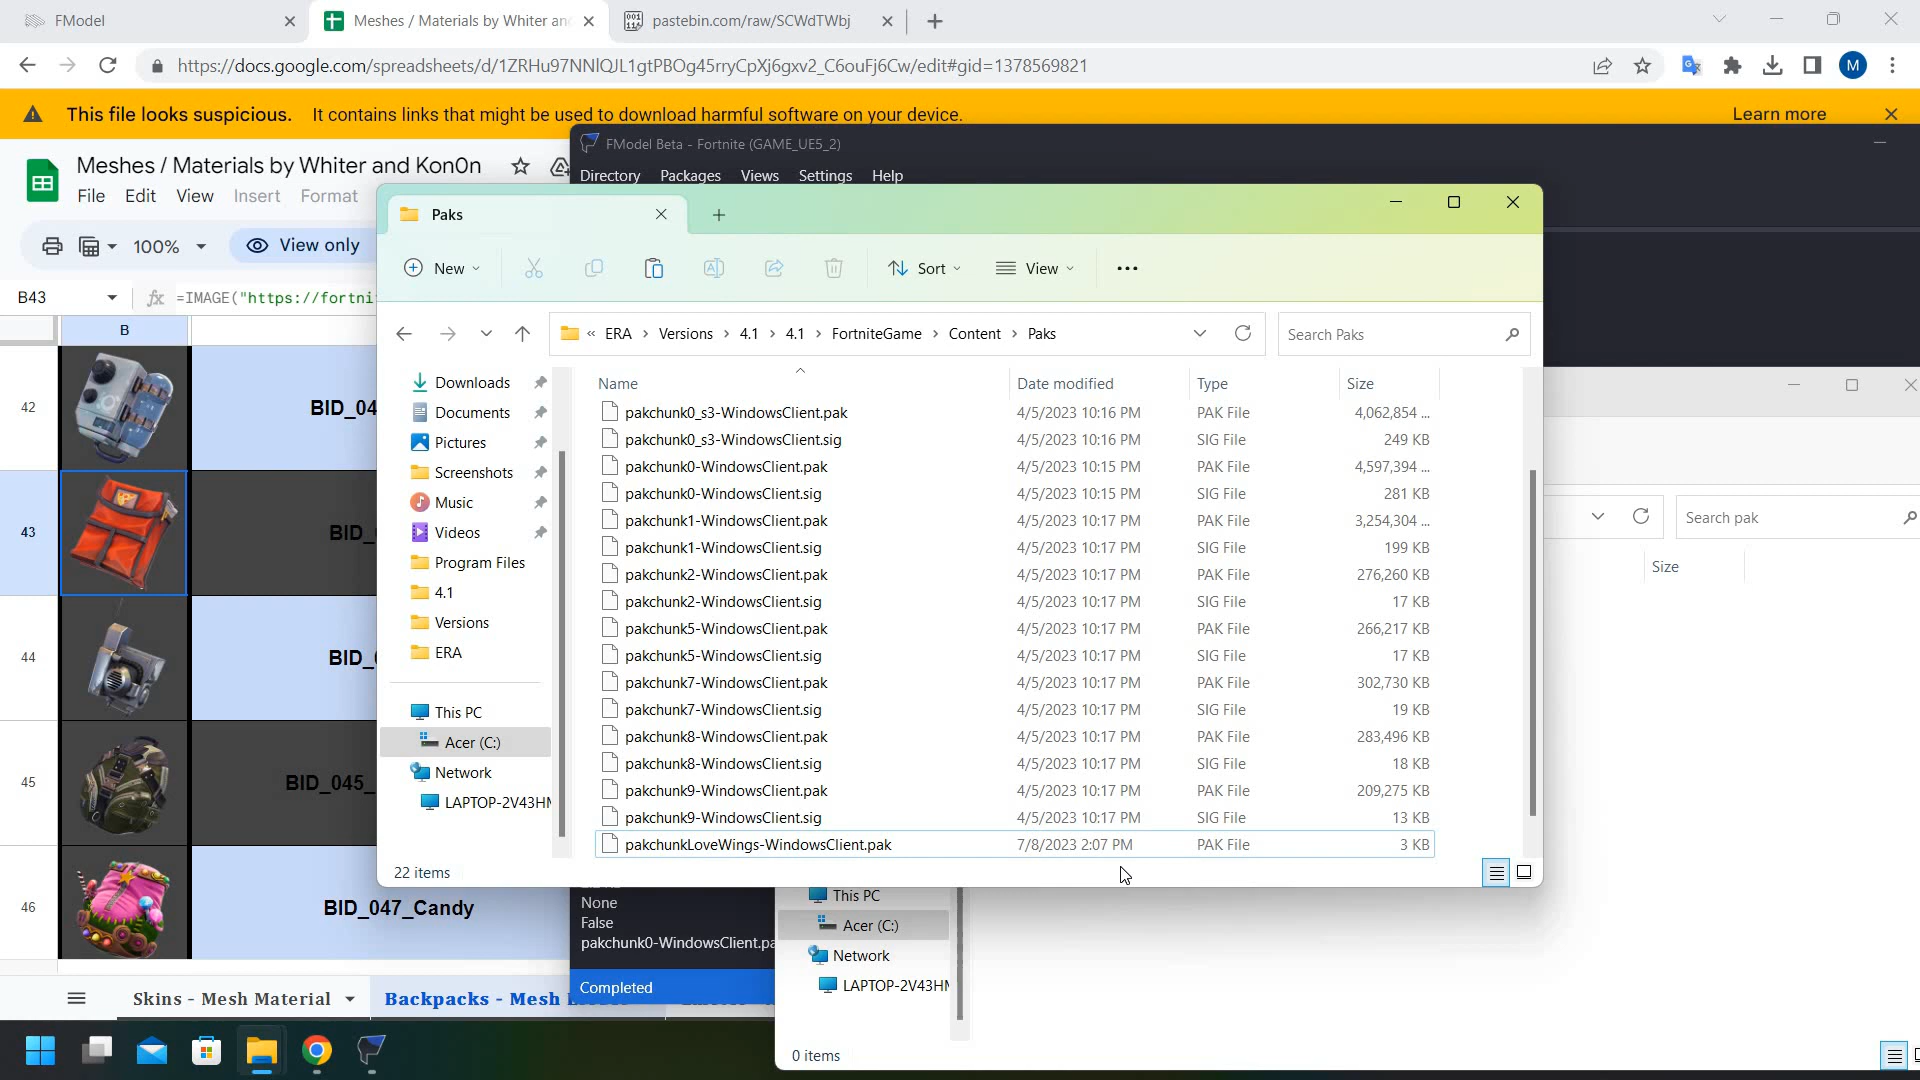 FModel
Meshes / Materials by Whiter an
pastebin.com/raw/SCWdTWbj
https://docs.google.com/spreadsheets/d/1ZRHu97NNlQJL1gtPBOg45rryCpXj6gxv2_C6ouFj6Cw/edit#gid=1378569821
M
This file looks suspicious. It contains links that might be used to download harmful software on your device.
Learn more
Meshes / Materials by Whiter and Kon0n
File Edit View Insert Format
100%
View only
B43
=IMAGE("https://fortni
B
42
BID_04
43
BID_
44
BID_
45
BID_045_
46
BID_047_Candy
Skins - Mesh Material
Backpacks - Mesh
FModel Beta - Fortnite (GAME_UE5_2)
Directory Packages Views Settings Help
Paks
New
Sort
View
« ERA > Versions > 4.1 > 4.1 > FortniteGame > Content > Paks
Search Paks
Downloads
Documents
Pictures
Screenshots
Music
Videos
Program Files
4.1
Versions
ERA
This PC
Acer (C:)
Network
LAPTOP-2V43H
Name Date modified Type Size
pakchunk0_s3-WindowsClient.pak 4/5/2023 10:16 PM PAK File 4,062,854 ...
pakchunk0_s3-WindowsClient.sig 4/5/2023 10:16 PM SIG File 249 KB
pakchunk0-WindowsClient.pak 4/5/2023 10:15 PM PAK File 4,597,394 ...
pakchunk0-WindowsClient.sig 4/5/2023 10:15 PM SIG File 281 KB
pakchunk1-WindowsClient.pak 4/5/2023 10:17 PM PAK File 3,254,304 ...
pakchunk1-WindowsClient.sig 4/5/2023 10:17 PM SIG File 199 KB
pakchunk2-WindowsClient.pak 4/5/2023 10:17 PM PAK File 276,260 KB
pakchunk2-WindowsClient.sig 4/5/2023 10:17 PM SIG File 17 KB
pakchunk5-WindowsClient.pak 4/5/2023 10:17 PM PAK File 266,217 KB
pakchunk5-WindowsClient.sig 4/5/2023 10:17 PM SIG File 17 KB
pakchunk7-WindowsClient.pak 4/5/2023 10:17 PM PAK File 302,730 KB
pakchunk7-WindowsClient.sig 4/5/2023 10:17 PM SIG File 19 KB
pakchunk8-WindowsClient.pak 4/5/2023 10:17 PM PAK File 283,496 KB
pakchunk8-WindowsClient.sig 4/5/2023 10:17 PM SIG File 18 KB
pakchunk9-WindowsClient.pak 4/5/2023 10:17 PM PAK File 209,275 KB
pakchunk9-WindowsClient.sig 4/5/2023 10:17 PM SIG File 13 KB
pakchunkLoveWings-WindowsClient.pak 7/8/2023 2:07 PM PAK File 3 KB
22 items
None
False
pakchunk0-WindowsClient.pa
Completed
Search pak
Size
This PC
Acer (C:)
Network
LAPTOP-2V43H
0 items